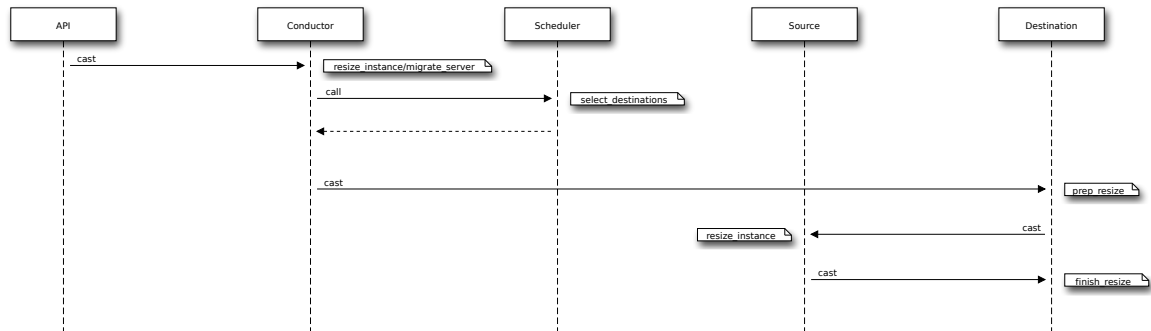 API
Conductor
Scheduler
Source
Destination
cast
resize_instance/migrate_server
call
select_destinations
cast
prep_resize
resize_instance
cast
cast
finish_resize